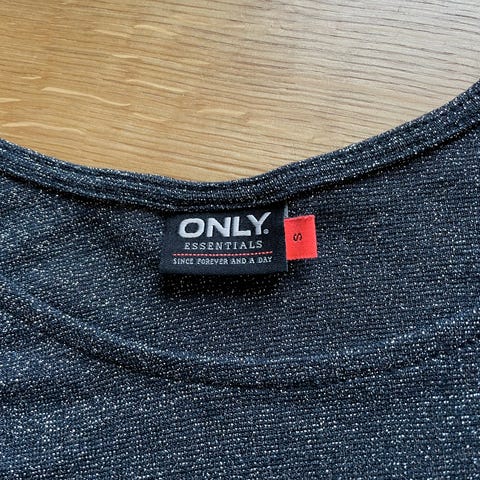 ONLY®
ESSENTIALS
SINCE FOREVER AND A DAY
S